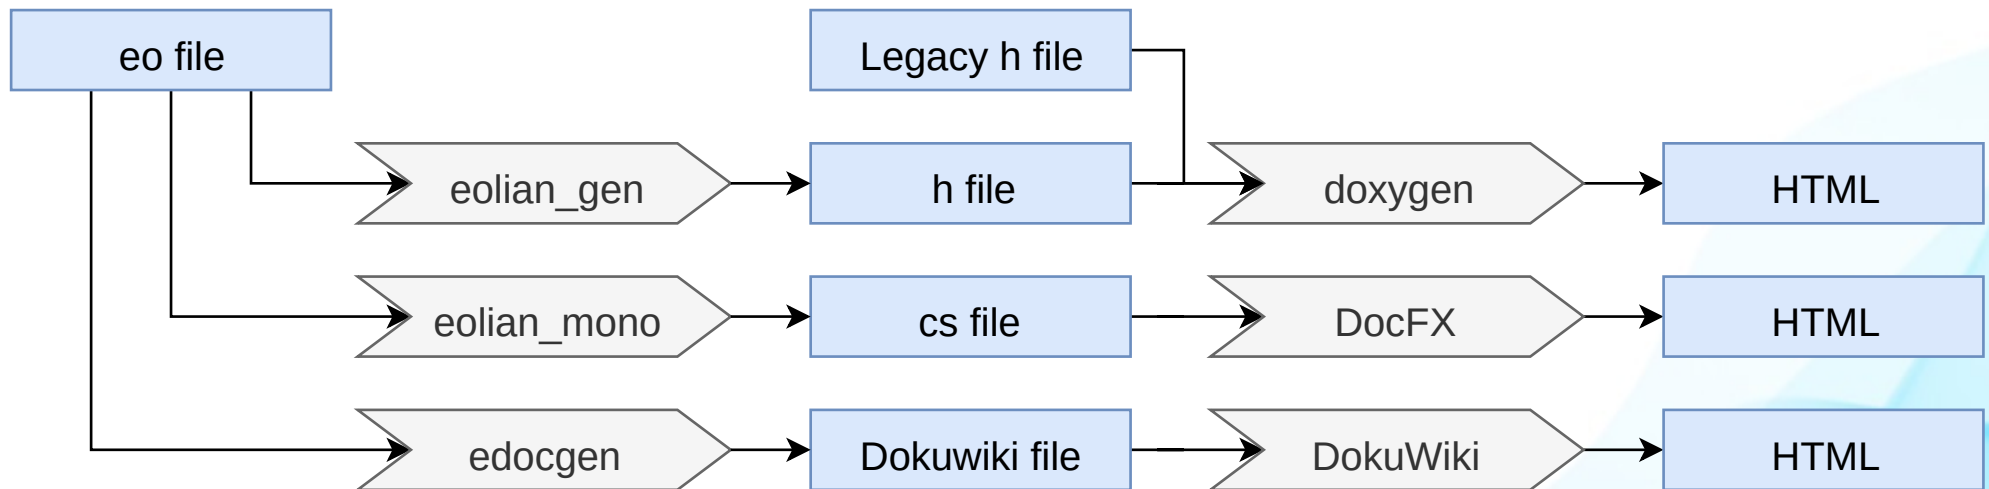 eo file
Legacy h file
eolian_gen
h file
doxygen
HTML
eolian_mono
cs file
DocFX
HTML
edocgen
Dokuwiki file
DokuWiki
HTML